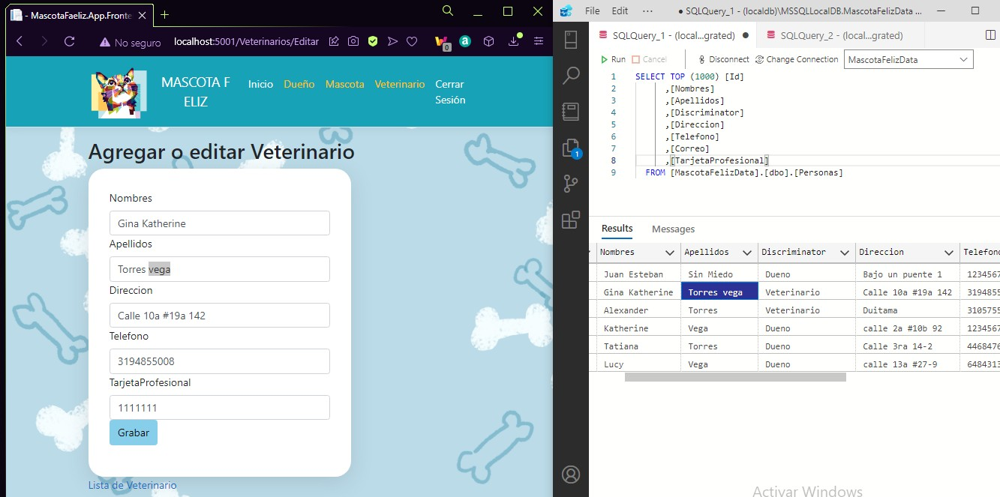 - MascotaFaeliz.App.Fronte
No seguro
localhost:5001/Veterinarios/Editar
0
MASCOTA F
ELIZ
Inicio
Dueño
Mascota
Veterinario
Cerrar
Sesión
Agregar o editar Veterinario
Nombres
Gina Katherine
Apellidos
Torres vega
Direccion
Calle 10a #19a 142
Telefono
3194855008
TarjetaProfesional
1111111
Grabar
Lista de Veterinario
File Edit ··· ● SQLQuery_1 - (localdb)\MSSQLLocalDB.MascotaFelizData ...
SQLQuery_1 - (local...grated) ●
SQLQuery_2 - (local...grated)
Run Cancel Disconnect Change Connection MascotaFelizData
1 SELECT TOP (1000) [Id]
2 ,[Nombres]
3 ,[Apellidos]
4 ,[Discriminator]
5 ,[Direccion]
6 ,[Telefono]
7 ,[Correo]
8 ,[TarjetaProfesional]
9 FROM [MascotaFelizData].[dbo].[Personas]
1
Results Messages
Nombres Apellidos Discriminator Direccion Telefono
Juan Esteban Sin Miedo Dueno Bajo un puente 1 1234567
Gina Katherine Torres vega Veterinario Calle 10a #19a 142 3194855
Alexander Torres Veterinario Duitama 3105755
Katherine Vega Dueno calle 2a #10b 92 1234567
Tatiana Torres Dueno Calle 3ra 14-2 4468476
Lucy Vega Dueno calle 13a #27-9 6484313
Activar Windows